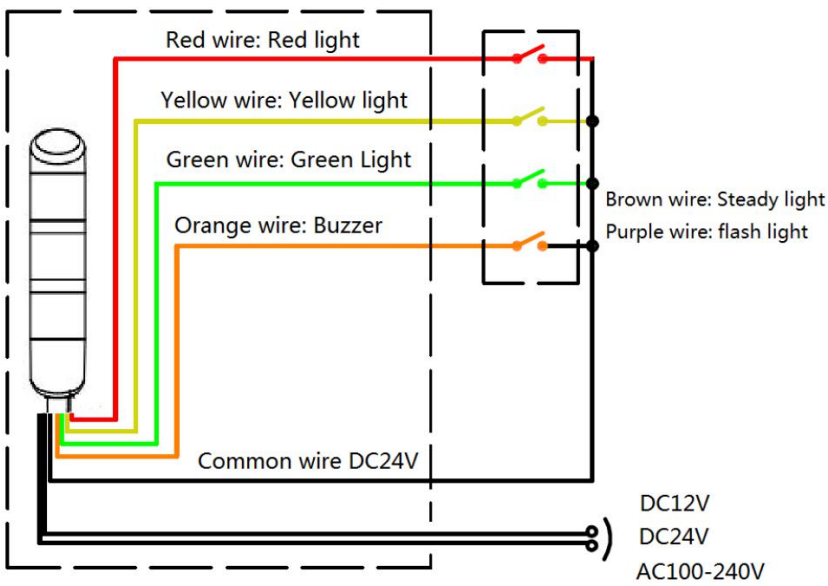 Red wire: Red light
Yellow wire: Yellow light
Green wire: Green Light
Brown wire: Steady light
Orange wire: Buzzer
Purple wire: flash light
Common wire DC24V
DC12V
DC24V
AC100-240V